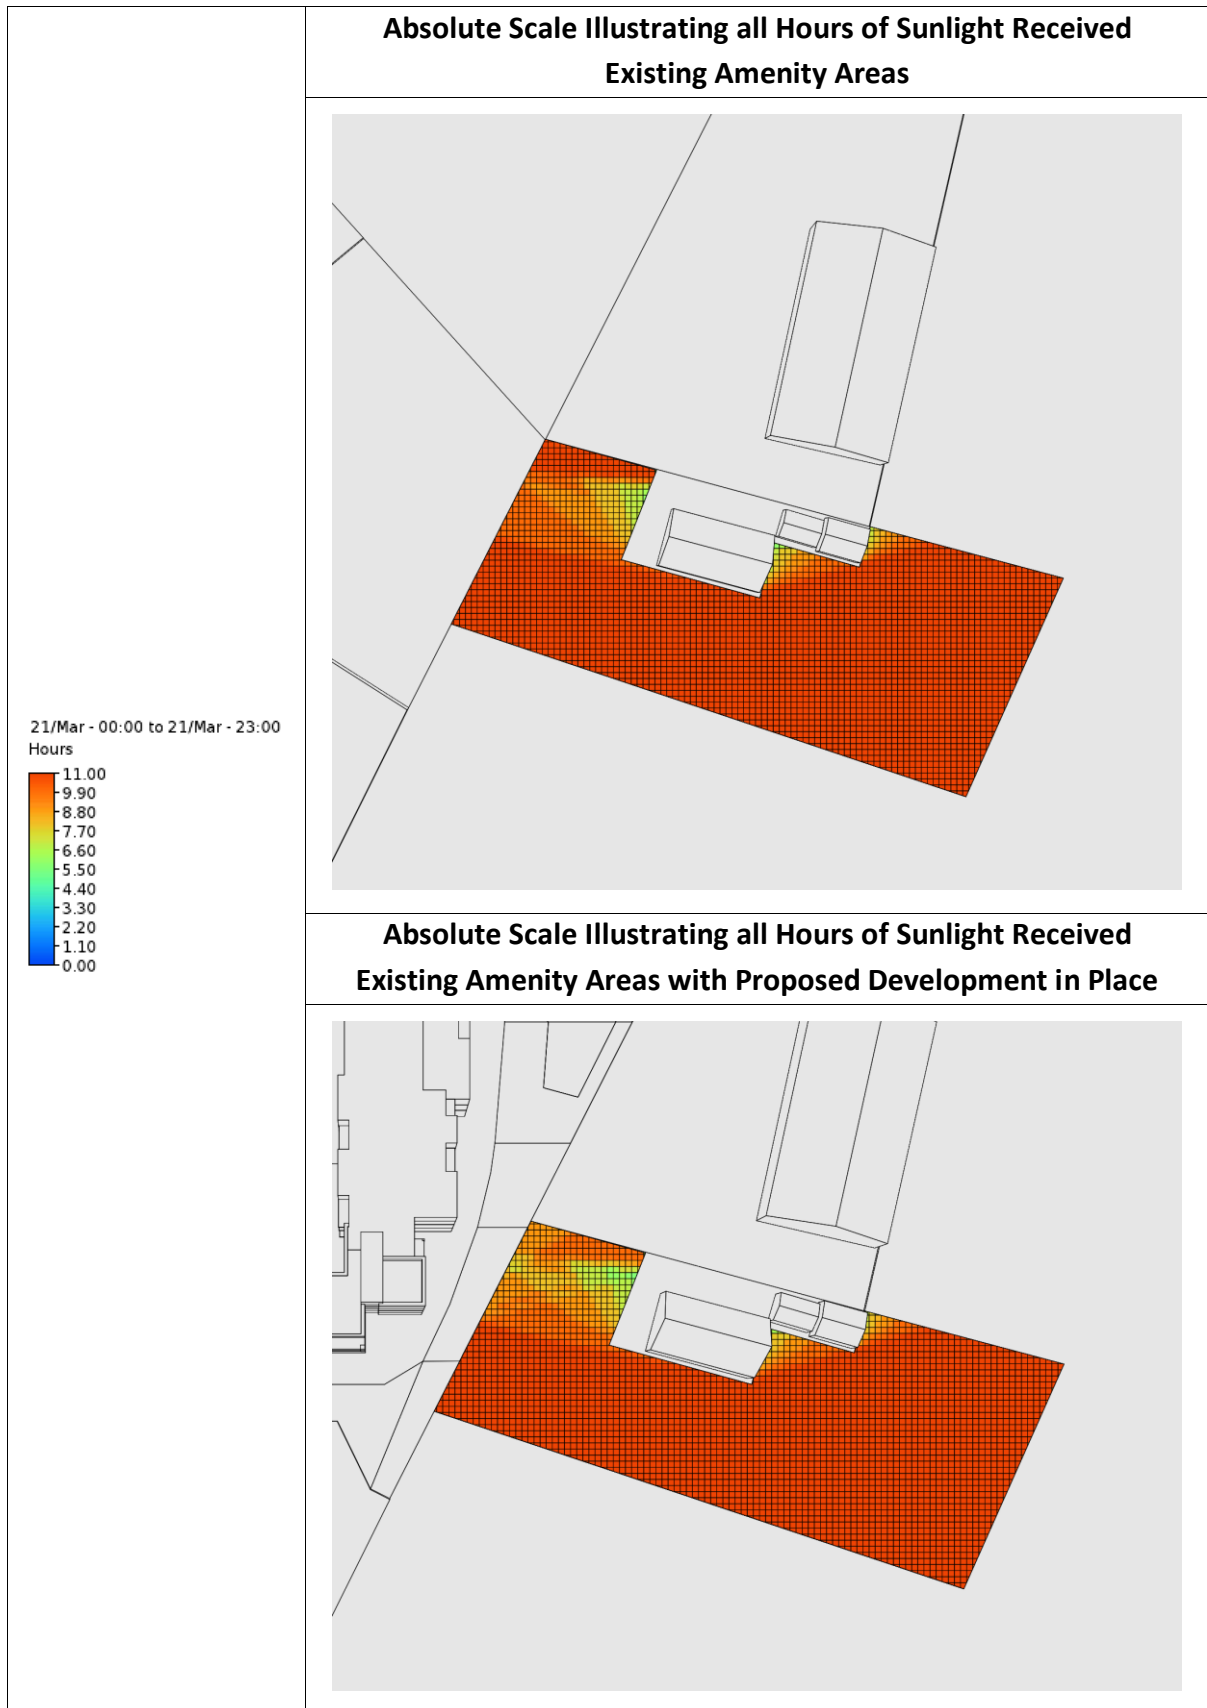 Absolute Scale Illustrating all Hours of Sunlight Received
Existing Amenity Areas
21/Mar - 00:00 to 21/Mar - 23:00
Hours
11.00
9.90
8.80
7.70
6.60
5.50
4.40
3.30
2.20
1.10
0.00
Absolute Scale Illustrating all Hours of Sunlight Received
Existing Amenity Areas with Proposed Development in Place